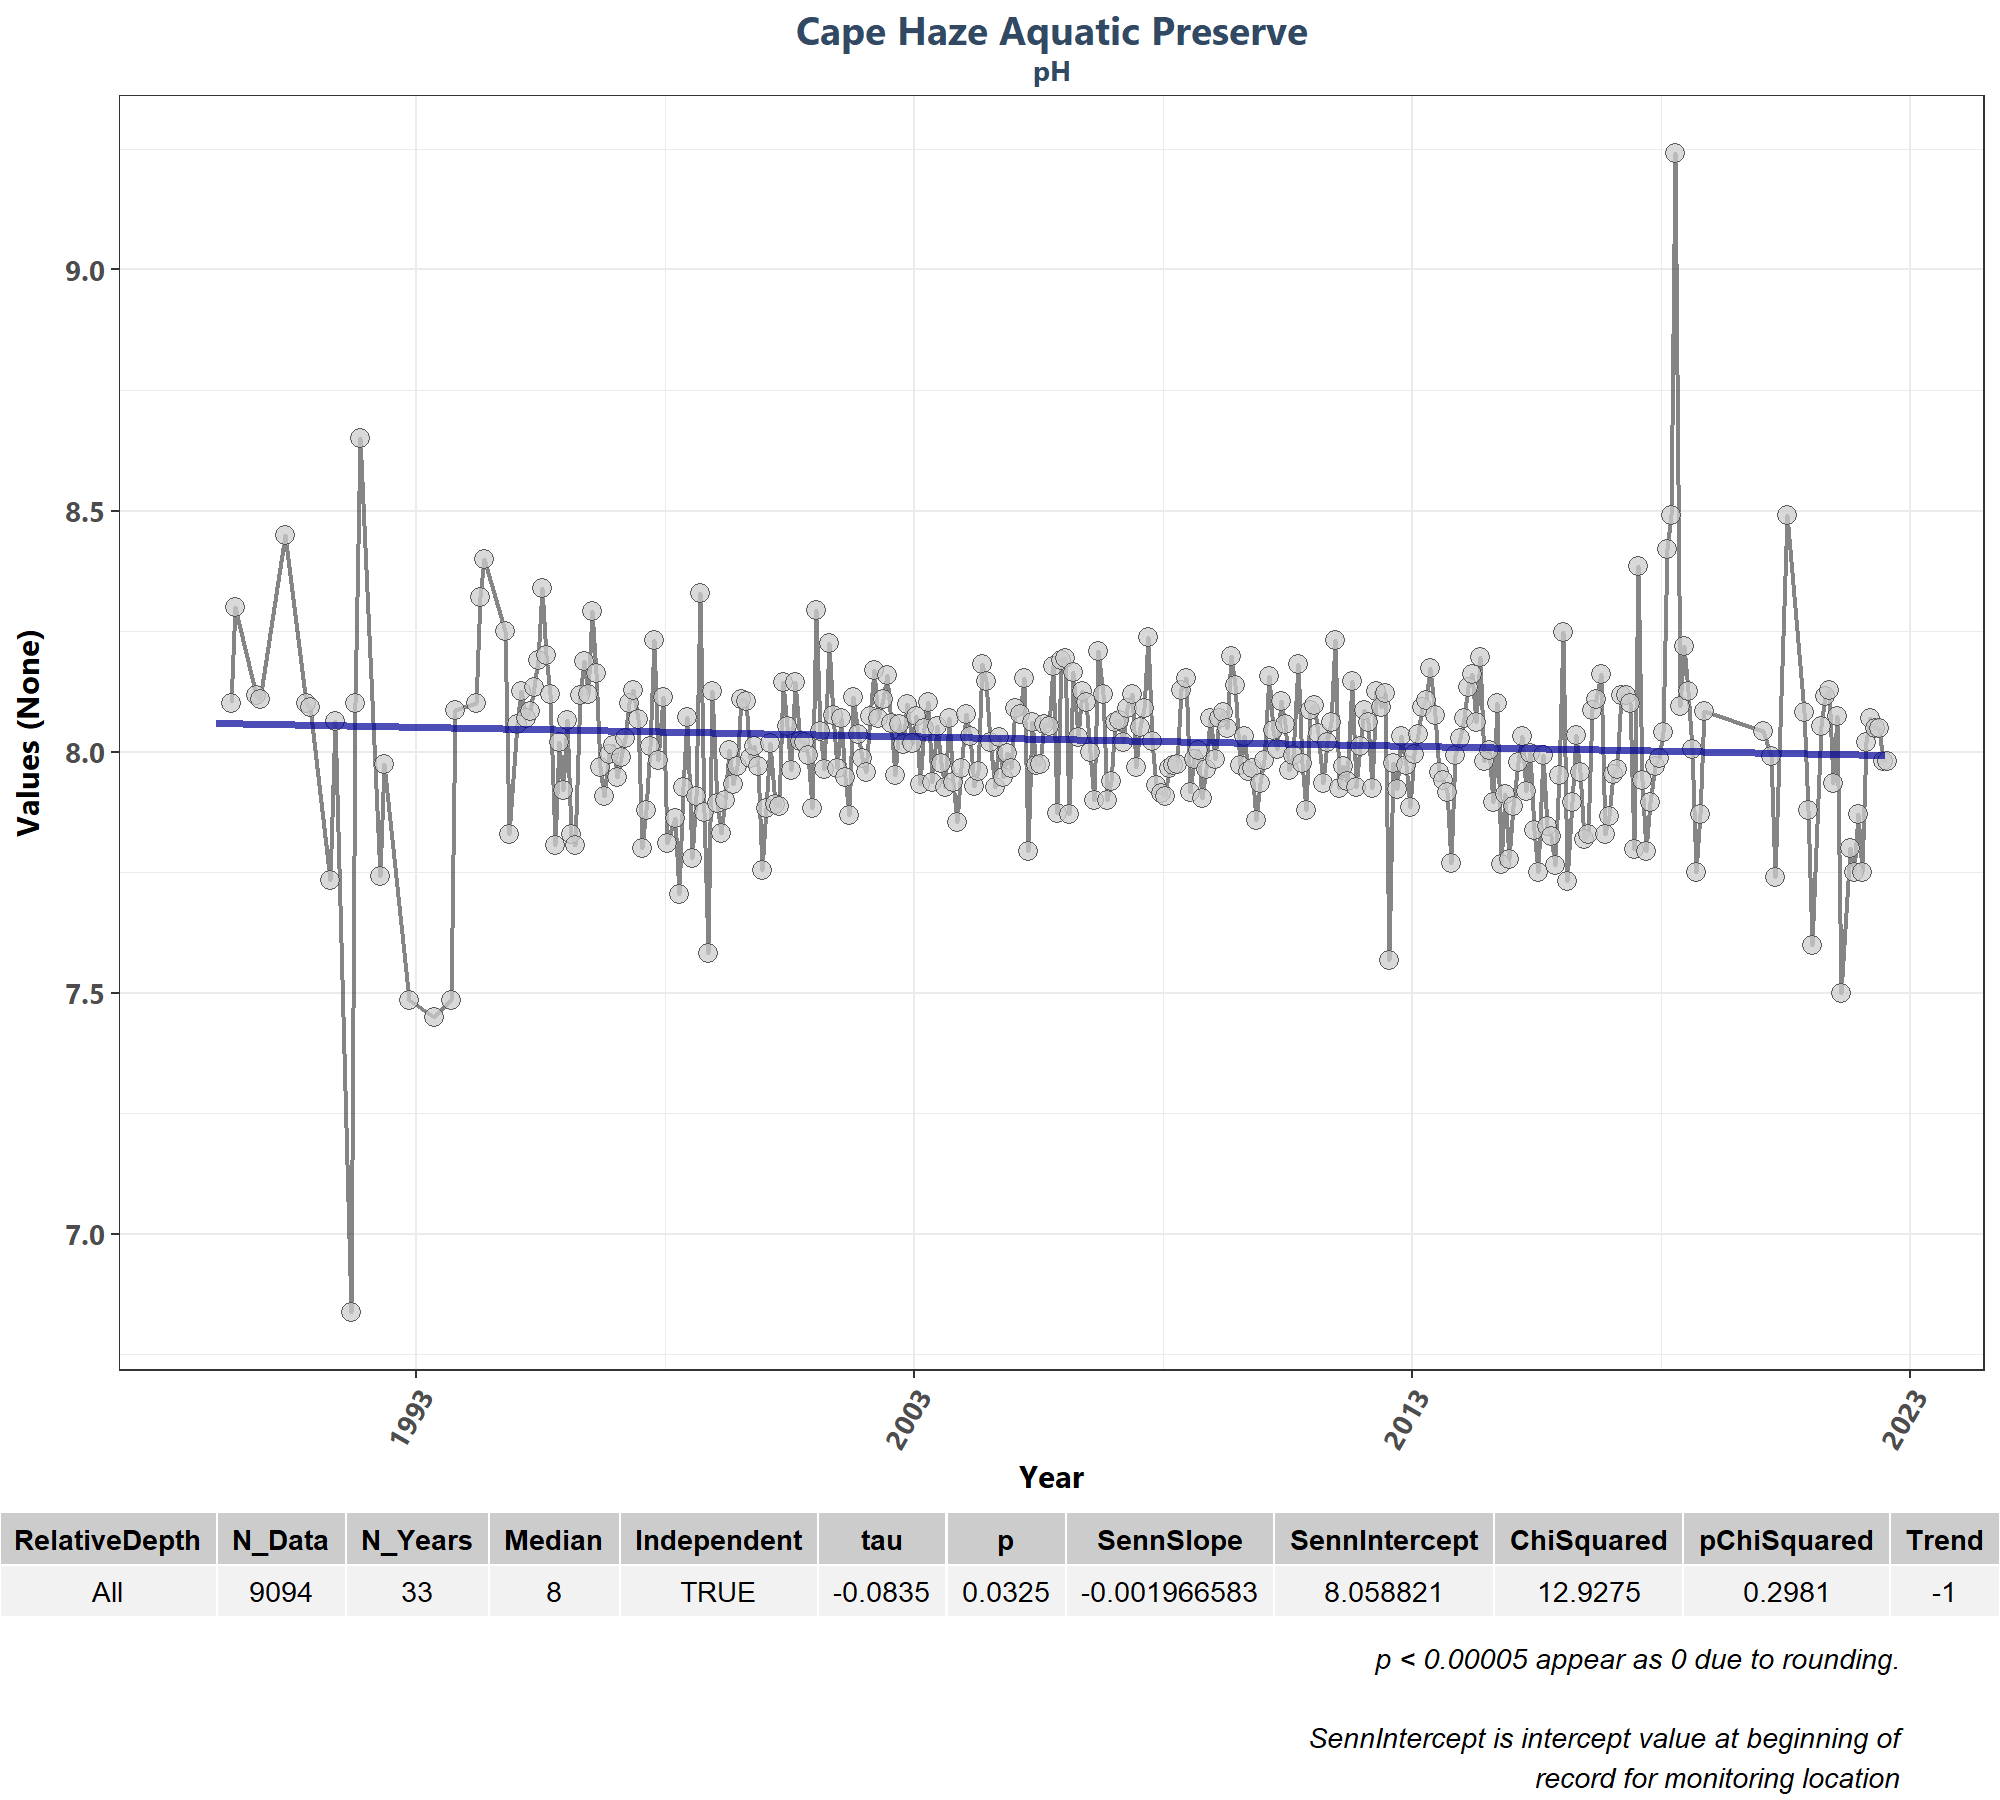 Cape Haze Aquatic Preserve
pH
Values (None)
9.0
8.5
8.0
7.5
7.0
1993
2003
2013
2023
Year
RelativeDepth N_Data N_Years Median Independent tau p SennSlope SennIntercept ChiSquared pChiSquared Trend
All 9094 33 8 TRUE -0.0835 0.0325 -0.001966583 8.058821 12.9275 0.2981 -1
p < 0.00005 appear as 0 due to rounding.
SennIntercept is intercept value at beginning of
record for monitoring location